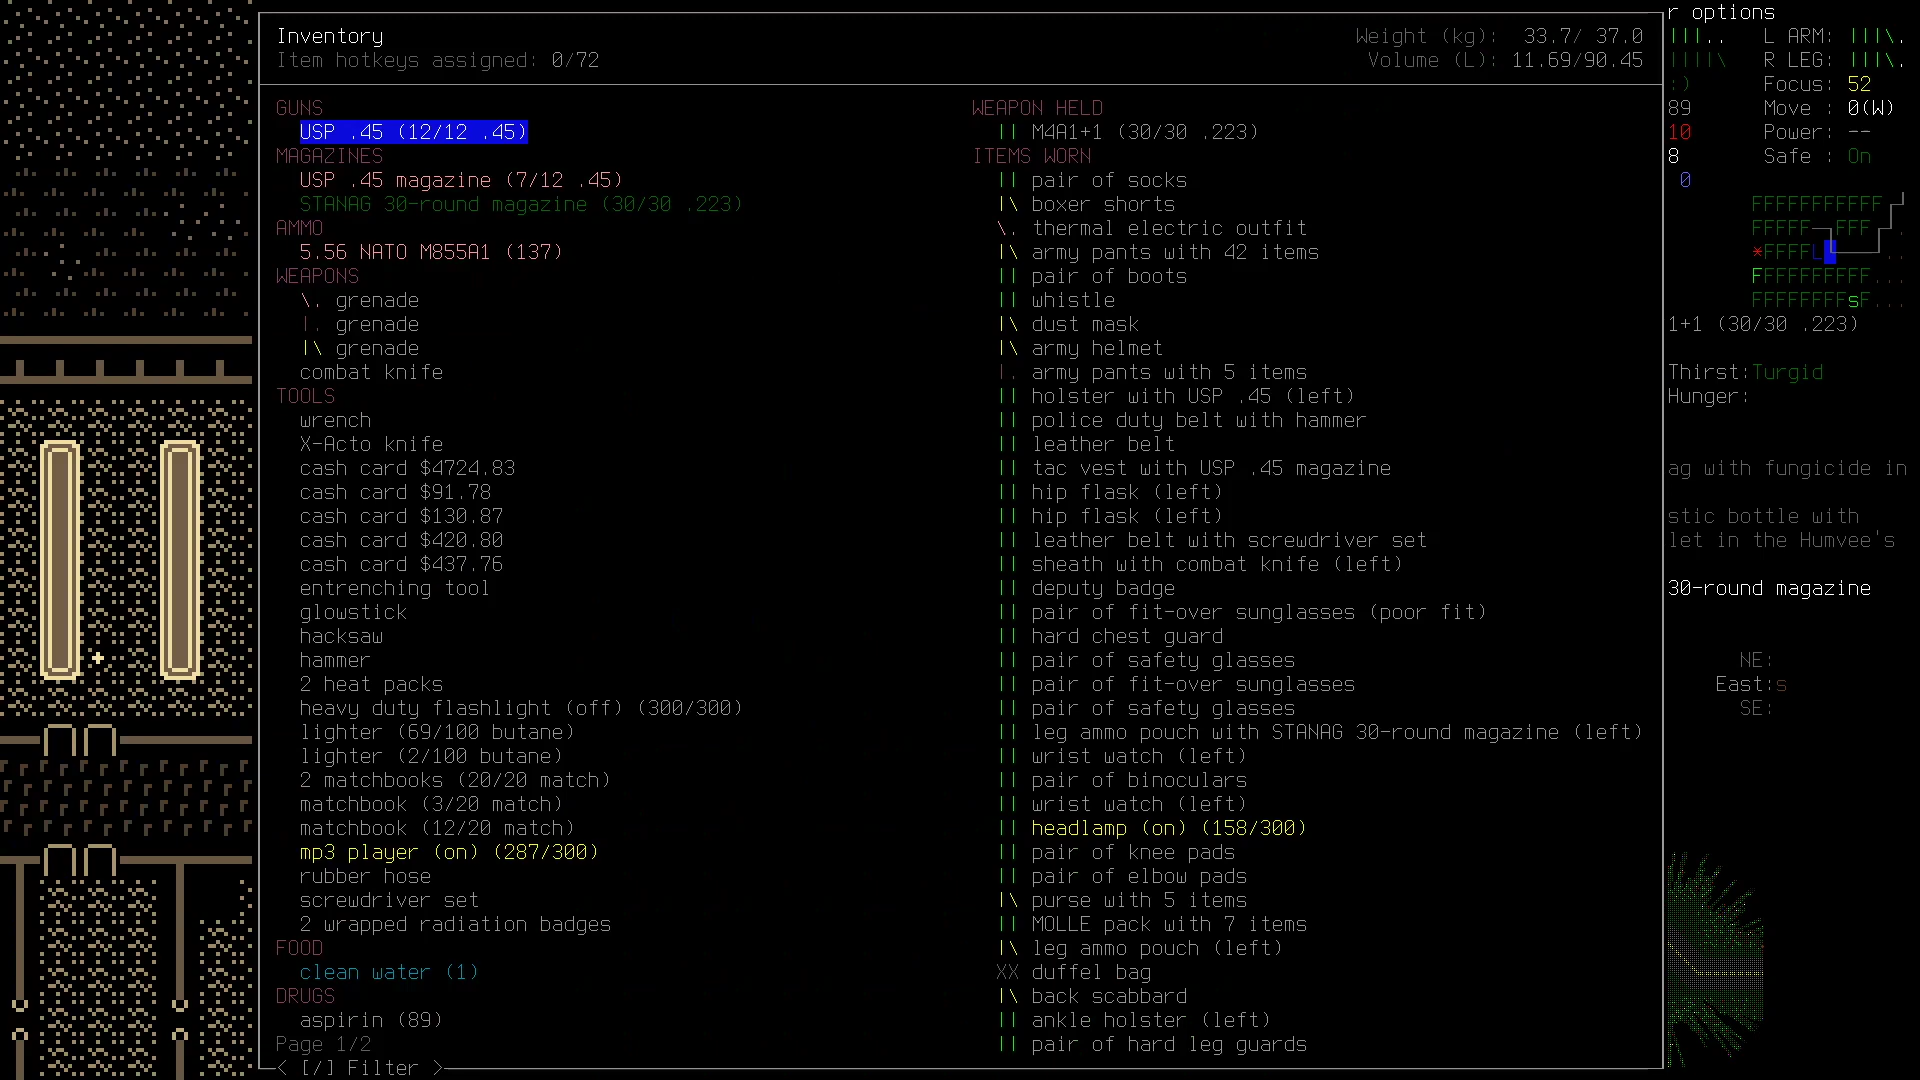 r options
Inventory
Weight (kg): 33.7/ 37.0
Item hotkeys assigned: 0/72
Volume (L): 11.69/90.45
GUNS
USP .45 (12/12 .45)
MAGAZINES
USP .45 magazine (7/12 .45)
STANAG 30-round magazine (30/30 .223)
AMMO
5.56 NATO M855A1 (137)
WEAPONS
\. grenade
|. grenade
|\ grenade
combat knife
TOOLS
wrench
X-Acto knife
cash card $4724.83
cash card $91.78
cash card $130.87
cash card $420.80
cash card $437.76
entrenching tool
glowstick
hacksaw
hammer
2 heat packs
heavy duty flashlight (off) (300/300)
lighter (69/100 butane)
lighter (2/100 butane)
2 matchbooks (20/20 match)
matchbook (3/20 match)
matchbook (12/20 match)
mp3 player (on) (287/300)
rubber hose
screwdriver set
2 wrapped radiation badges
FOOD
clean water (1)
DRUGS
aspirin (89)
Page 1/2
< [/] Filter >
WEAPON HELD
|| M4A1+1 (30/30 .223)
ITEMS WORN
|| pair of socks
|\ boxer shorts
\. thermal electric outfit
|\ army pants with 42 items
|| pair of boots
|| whistle
|\ dust mask
|\ army helmet
|. army pants with 5 items
|| holster with USP .45 (left)
|| police duty belt with hammer
|| leather belt
|| tac vest with USP .45 magazine
|| hip flask (left)
|| hip flask (left)
|| leather belt with screwdriver set
|| sheath with combat knife (left)
|| deputy badge
|| pair of fit-over sunglasses (poor fit)
|| hard chest guard
|| pair of safety glasses
|| pair of fit-over sunglasses
|| pair of safety glasses
|| leg ammo pouch with STANAG 30-round magazine (left)
|| wrist watch (left)
|| pair of binoculars
|| wrist watch (left)
|| headlamp (on) (158/300)
|| pair of knee pads
|| pair of elbow pads
|\ purse with 5 items
|| MOLLE pack with 7 items
|\ leg ammo pouch (left)
XX duffel bag
|\ back scabbard
|| ankle holster (left)
|| pair of hard leg guards
|||.. L ARM: |||\.
||||\ R LEG: |||\.
:) Focus: 52
89 Move : 0(W)
10 Power: --
8 Safe : On
0
FFFFFFFFFFF
FFFFF FFF
*FFFFL ..
FFFFFFFFFF...
FFFFFFFFsF...
1+1 (30/30 .223)
Thirst:Turgid
Hunger:
ag with fungicide in
stic bottle with
let in the Humvee's
30-round magazine
NE:
East:s
SE: